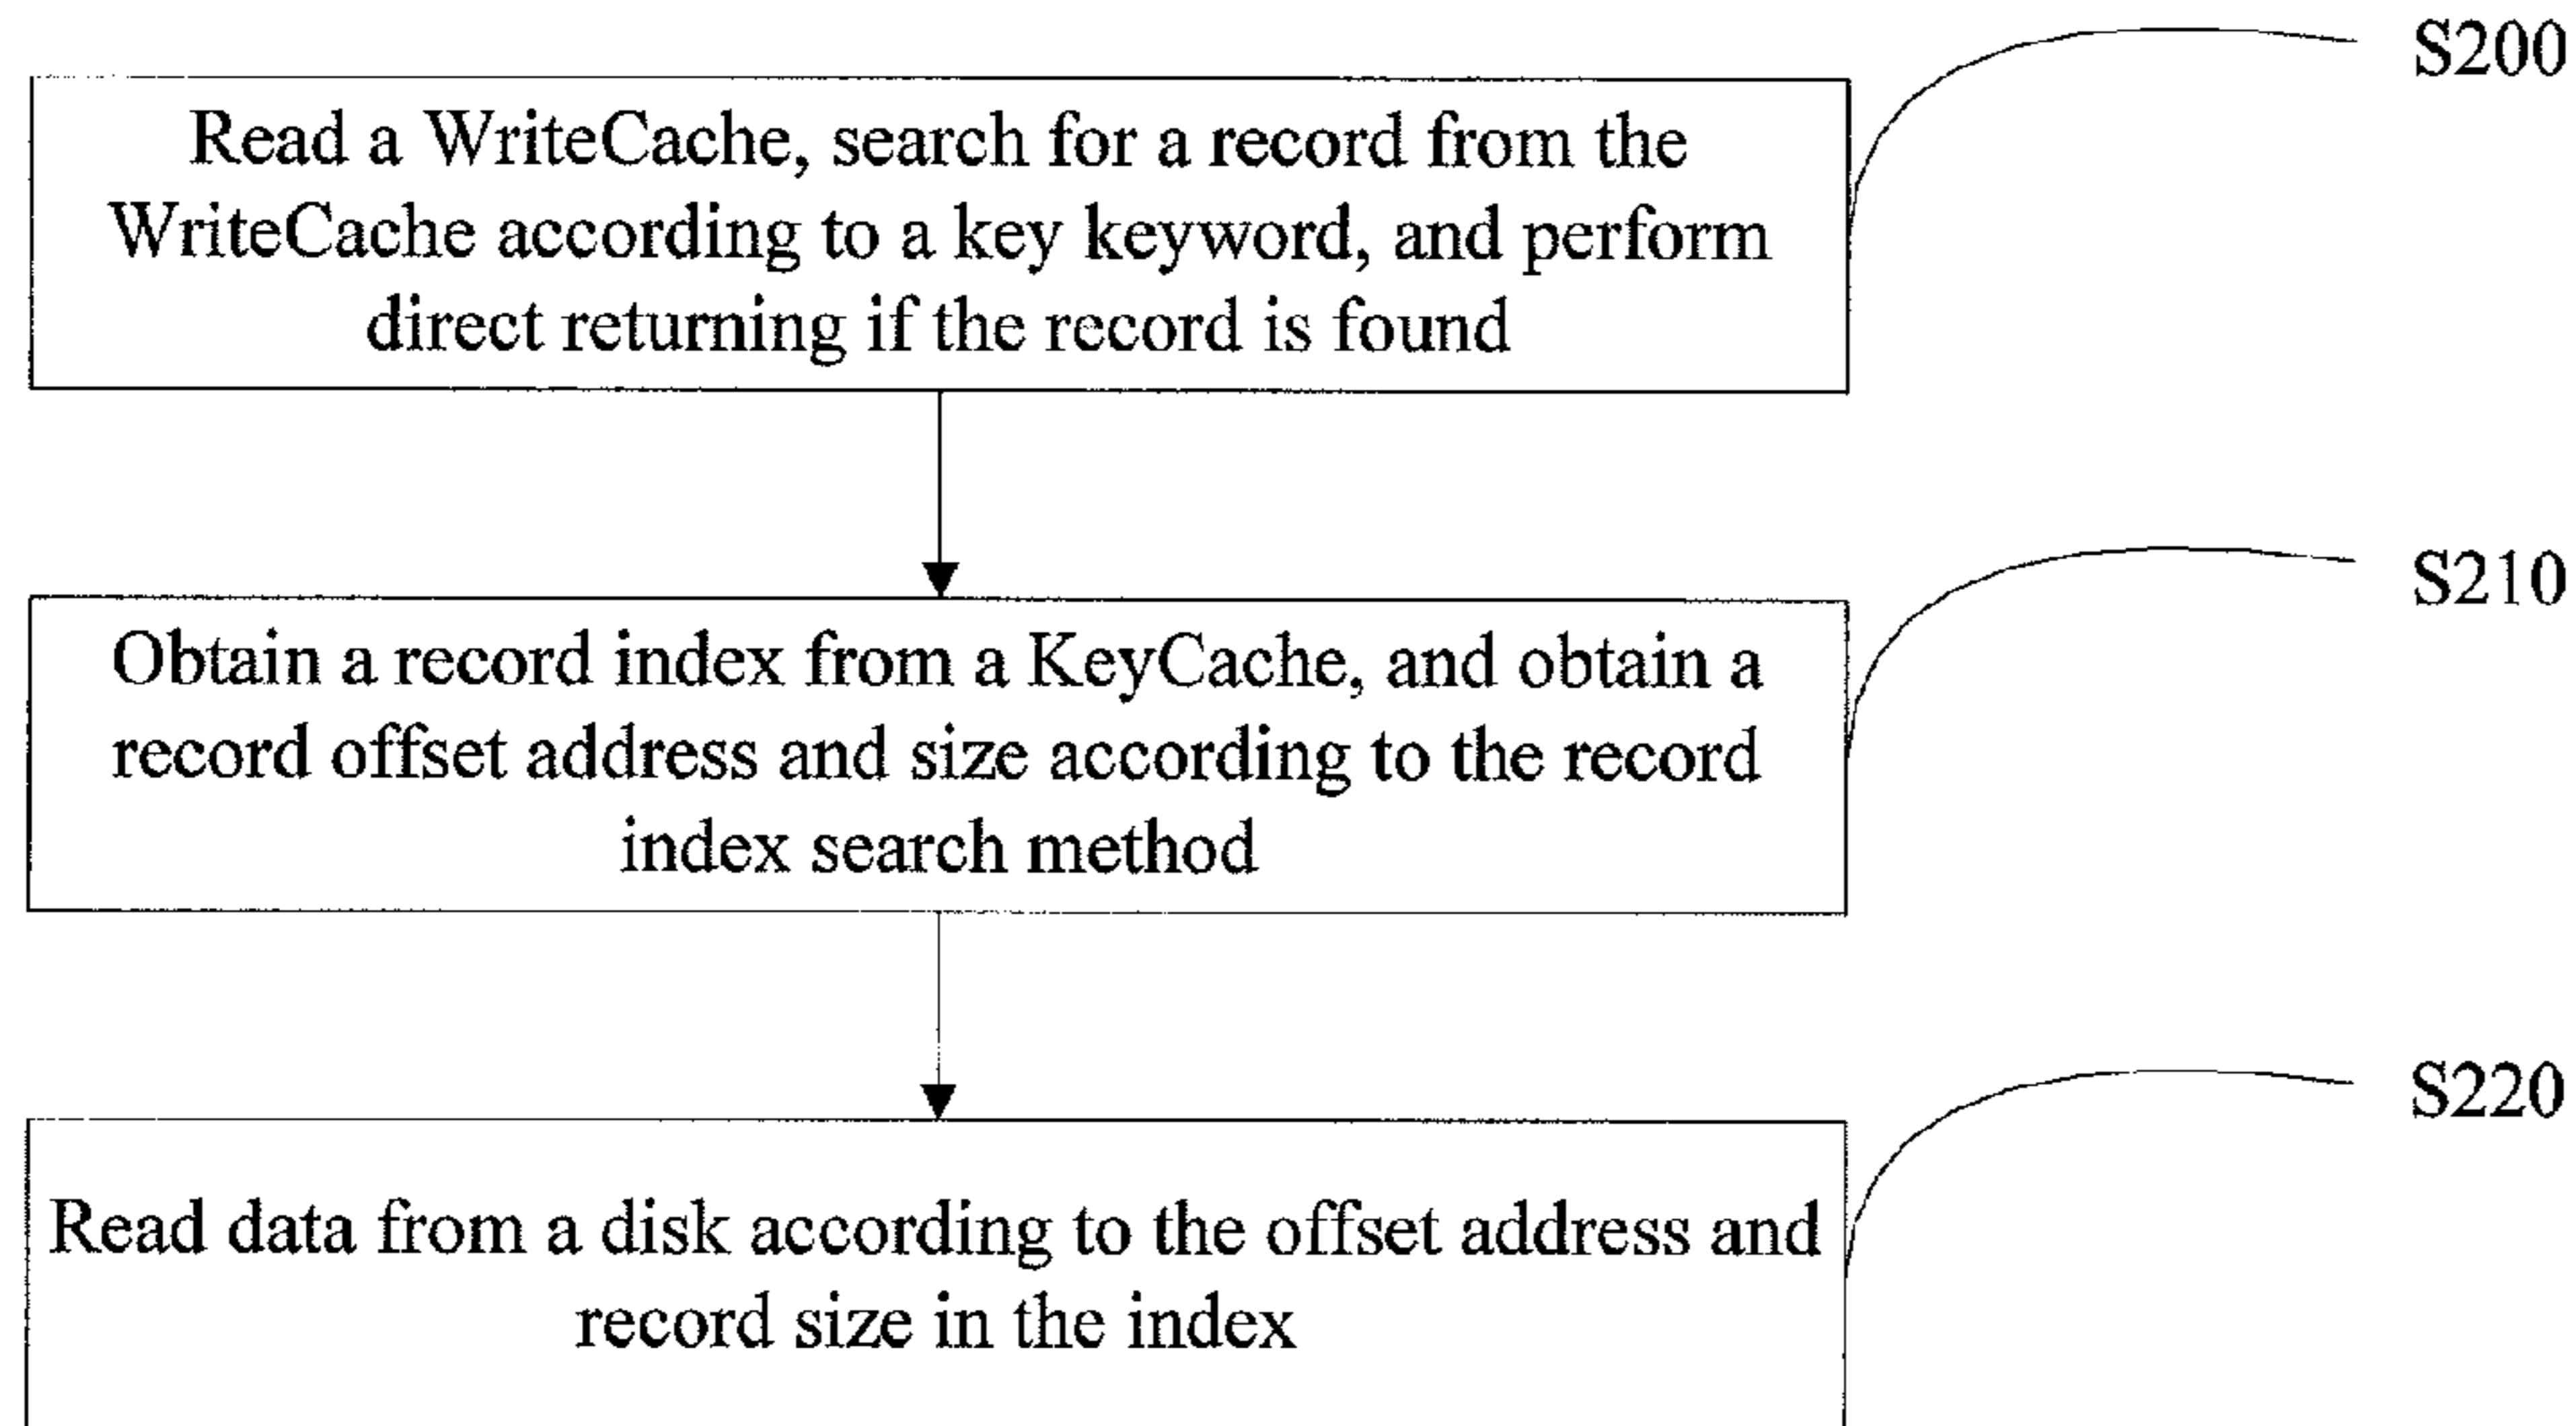 S200
Read a WriteCache, search for a record from the
WriteCache according to a key keyword, and perform
direct returning if the record is found
S210
Obtain a record index from a KeyCache, and obtain a
record offset address and size according to the record
index search method
S220
Read data from a disk according to the offset address and
record size in the index